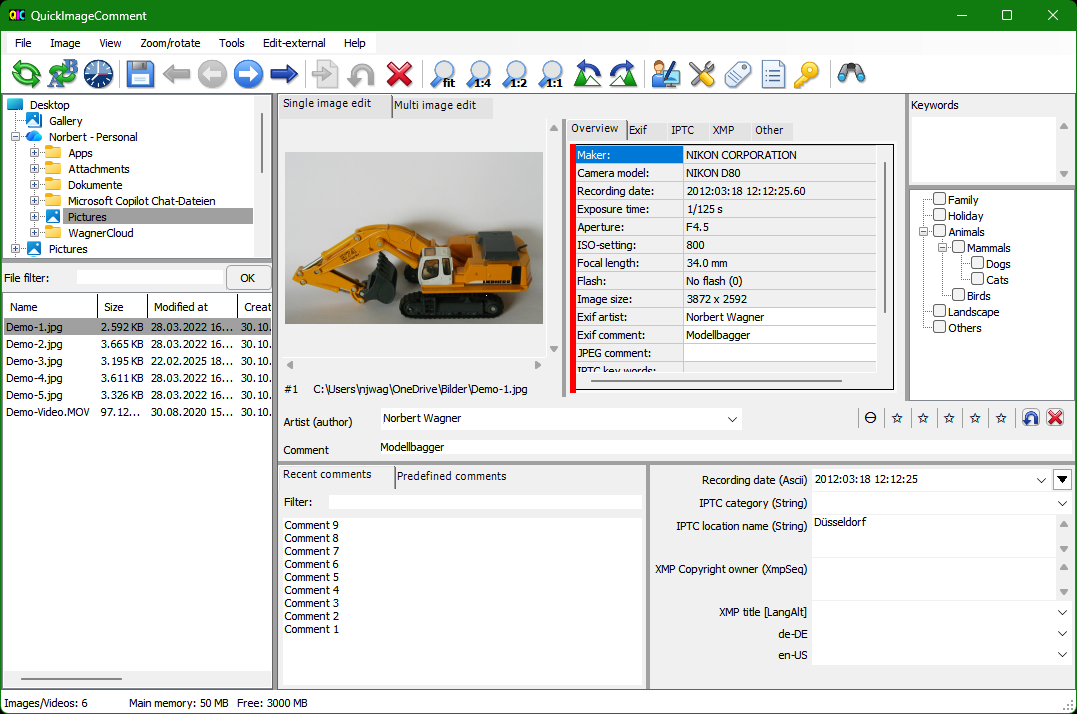 QuickImageComment
File Image View Zoom/rotate Tools Edit-external Help
fit 1:4 1:2 1:1
Desktop
Gallery
Norbert - Personal
Apps
Attachments
Dokumente
Microsoft Copilot Chat-Dateien
Pictures
WagnerCloud
Pictures
File filter: OK
Name Size Modified at Creat
Demo-1.jpg 2.592 KB 28.03.2022 16... 30.10.
Demo-2.jpg 3.665 KB 28.03.2022 16... 30.10.
Demo-3.jpg 3.195 KB 22.02.2025 18... 30.10.
Demo-4.jpg 3.611 KB 28.03.2022 16... 30.10.
Demo-5.jpg 3.326 KB 28.03.2022 16... 30.10.
Demo-Video.MOV 97.12... 30.08.2020 15... 30.10.
Single image edit Multi image edit
LIEBHERR
#1 C:\Users\njwag\OneDrive\Bilder\Demo-1.jpg
Overview Exif IPTC XMP Other
Maker: NIKON CORPORATION
Camera model: NIKON D80
Recording date: 2012:03:18 12:12:25.60
Exposure time: 1/125 s
Aperture: F4.5
ISO-setting: 800
Focal length: 34.0 mm
Flash: No flash (0)
Image size: 3872 x 2592
Exif artist: Norbert Wagner
Exif comment: Modellbagger
JPEG comment:
IPTC key words:
Keywords
Family
Holiday
Animals
Mammals
Dogs
Cats
Birds
Landscape
Others
Artist (author) Norbert Wagner
Comment Modellbagger
Recent comments Predefined comments
Filter:
Comment 9
Comment 8
Comment 7
Comment 6
Comment 5
Comment 4
Comment 3
Comment 2
Comment 1
Recording date (Ascii) 2012:03:18 12:12:25
IPTC category (String)
IPTC location name (String) Düsseldorf
XMP Copyright owner (XmpSeq)
XMP title [LangAlt]
de-DE
en-US
Images/Videos: 6 Main memory: 50 MB Free: 3000 MB